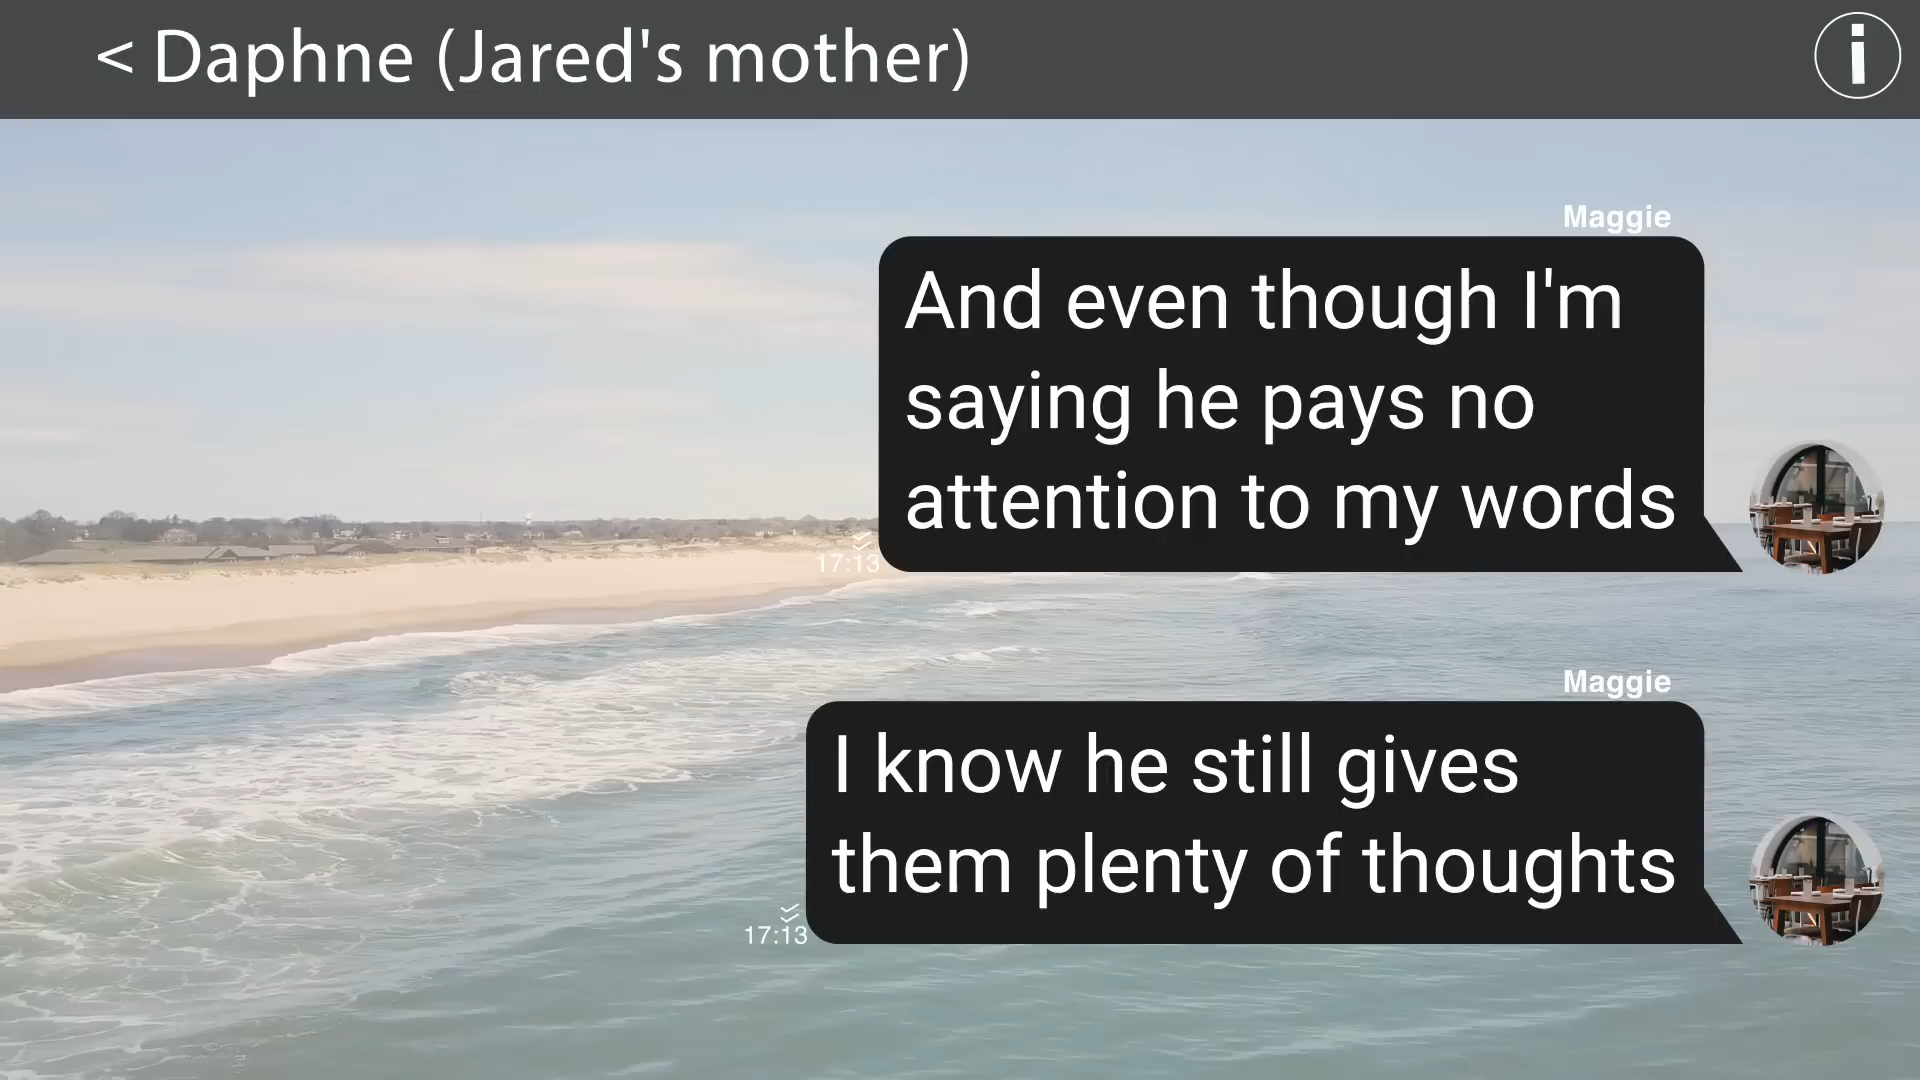 < Daphne (Jared's mother)
i
Maggie
And even though I'm
saying he pays no
attention to my words
17:13
Maggie
I know he still gives
them plenty of thoughts
17:13